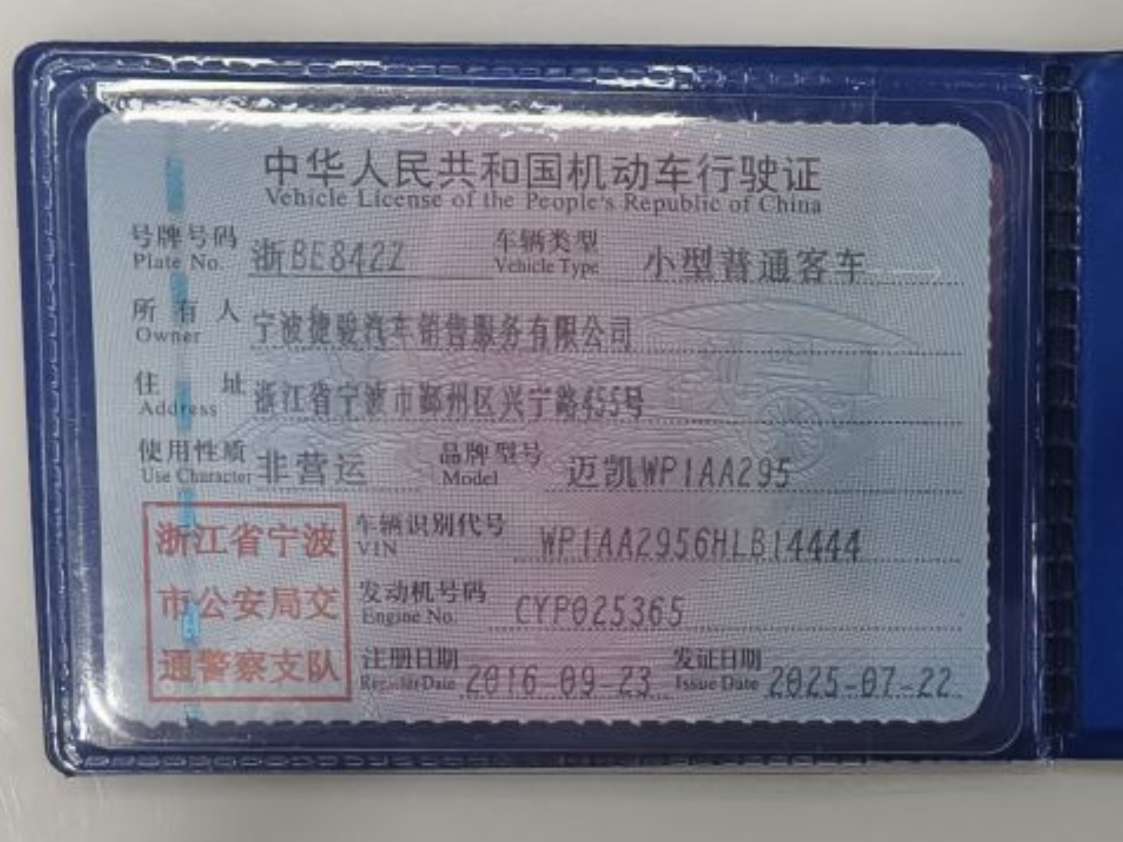 中华人民共和国机动车行驶证
Vehicle License of the People's Republic of China
号牌号码 浙BE842Z 车辆类型 小型普通客车
Plate No. Vehicle Type
所有人 宁波捷骏汽车销售服务有限公司
Owner
住址 浙江省宁波市鄞州区兴宁路455号
Address
使用性质 非营运 品牌型号 迈凯WP1AA295
Use Character Model
浙江省宁波 车辆识别代号 WP1AA2956HLB14444
VIN
市公安局交 发动机号码 CYP025365
Engine No.
通警察支队 注册日期 2016-09-23 发证日期 2025-07-22
Register Date Issue Date